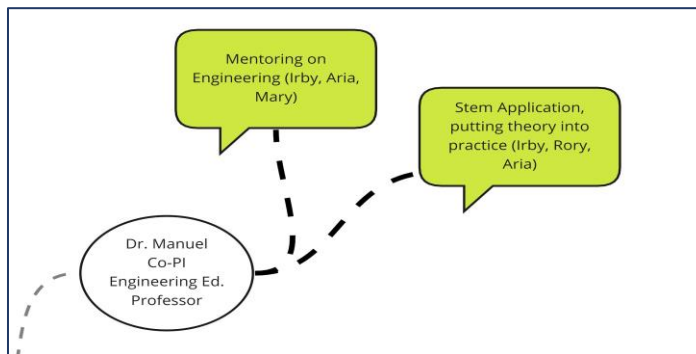 Mentoring on
Engineering (Irby, Aria,
Mary)
Stem Application,
putting theory into
practice (Irby, Rory,
Aria)
Dr. Manuel
Co-PI
Engineering Ed.
Professor